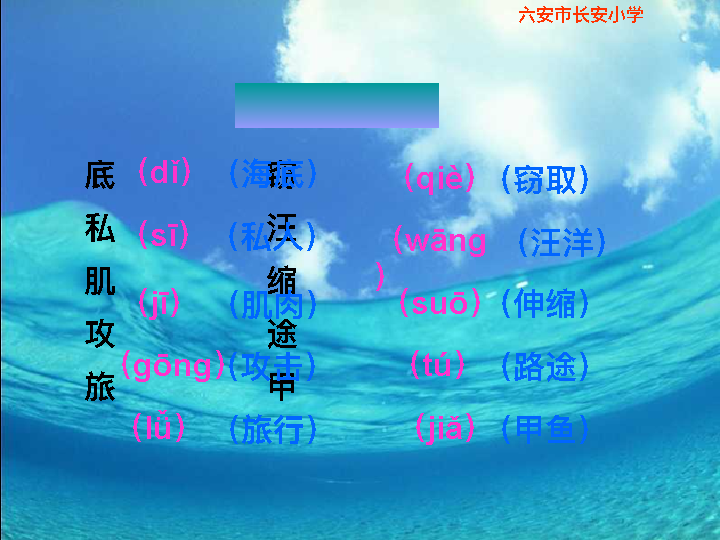 六安市长安小学
底 (dǐ) (海底) 窃 (qiè) (窃取)
私 (sī) (私人) 汪 (wāng) (汪洋)
肌 (jī) (肌肉) 缩 (suō) (伸缩)
攻 (gōng) (攻击) 途 (tú) (路途)
旅 (lǚ) (旅行) 甲 (jiǎ) (甲鱼)